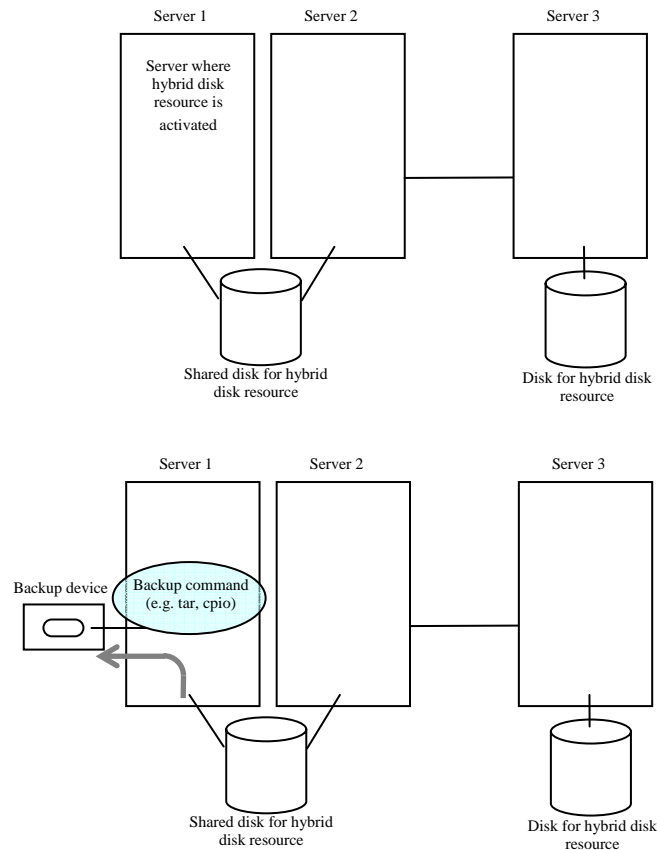 Server 1
Server 2
Server 3
Server where
hybrid disk
resource is
activated
Shared disk for hybrid
disk resource
Disk for hybrid disk
resource
Server 1
Server 2
Server 3
Backup device
Backup command
(e.g. tar, cpio)
Shared disk for hybrid
disk resource
Disk for hybrid disk
resource